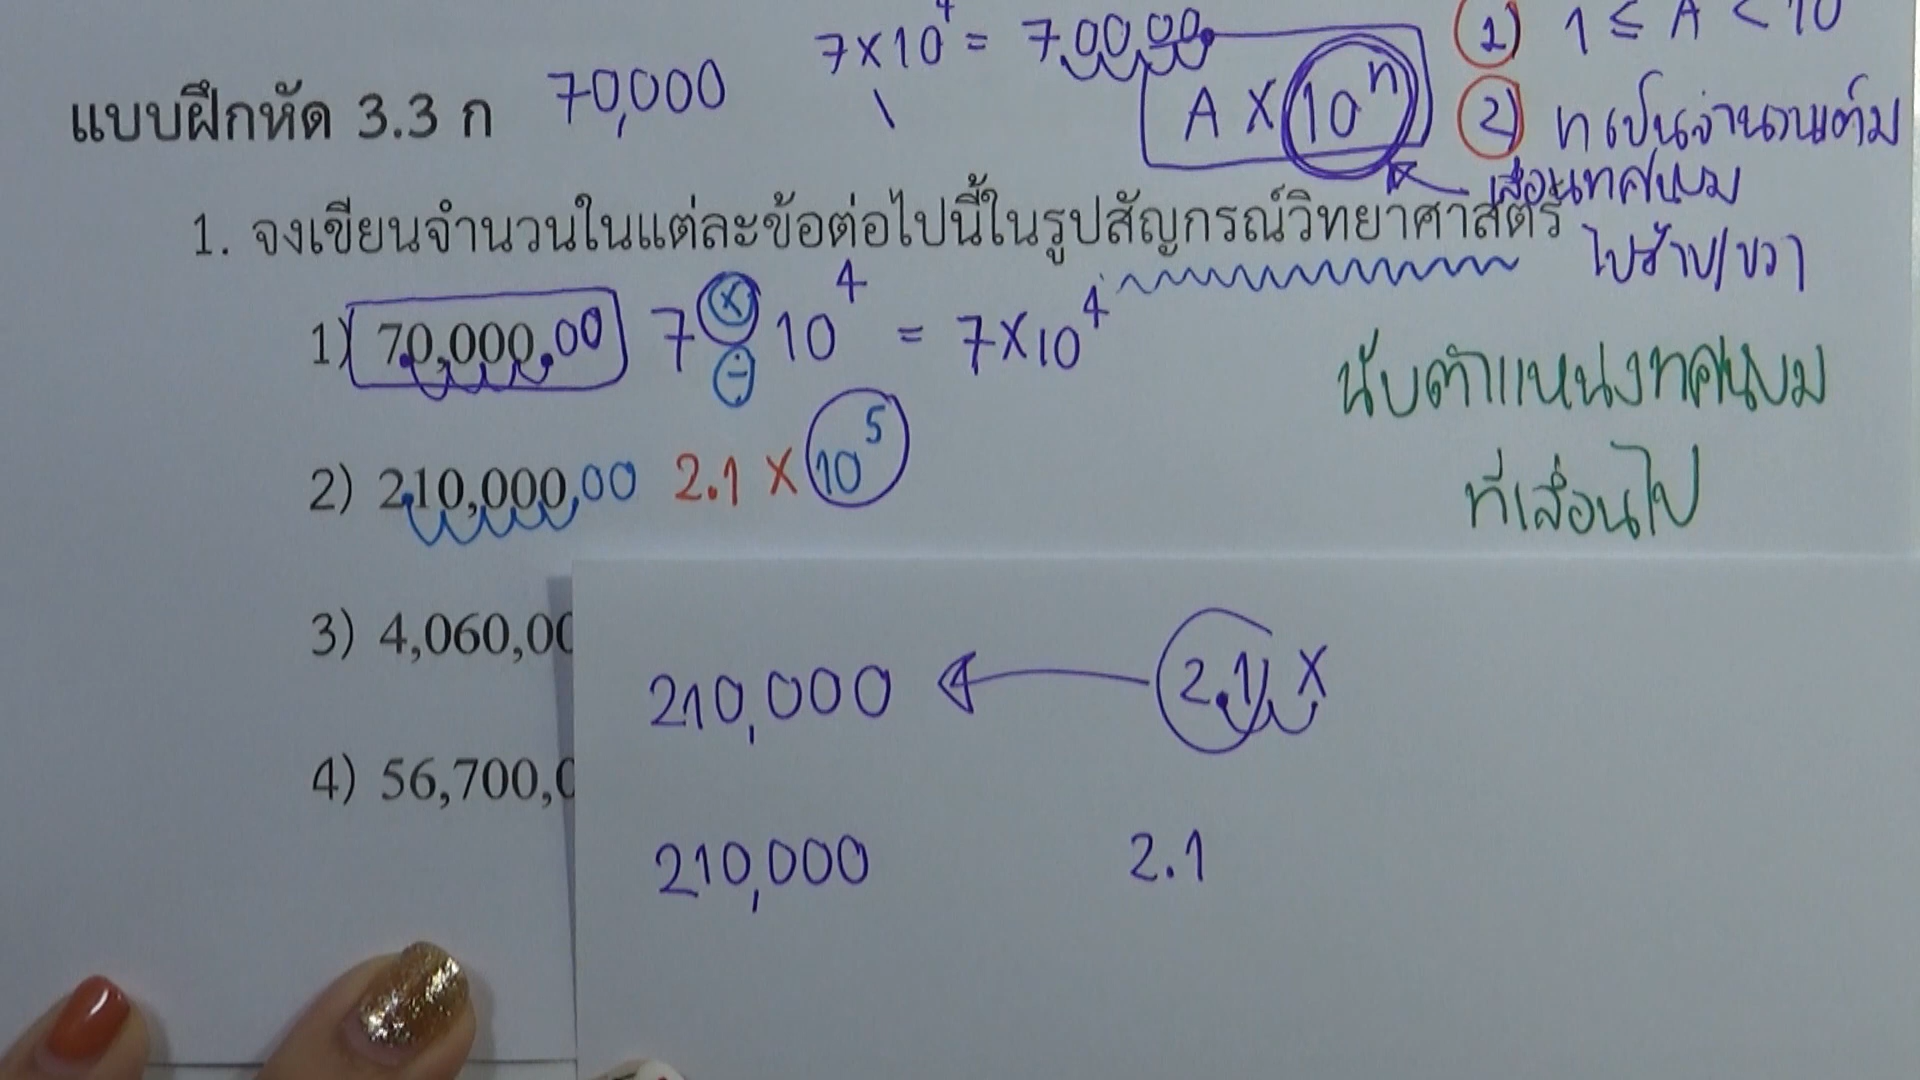 7×10⁴ = 7.00,00.
① 1 ≤ A < 10
แบบฝึกหัด 3.3 ก 70,000
A × 10ⁿ
② n เป็นจำนวนเต็ม
เลื่อนทศนิยม
ไปซ้าย/ขวา
1. จงเขียนจำนวนในแต่ละข้อต่อไปนี้ในรูปสัญกรณ์วิทยาศาสตร์
1) 70,000.00 7 × ÷ 10⁴ = 7×10⁴
นับตำแหน่งทศนิยม
ที่เลื่อนไป
2) 210,000.00 2.1 × 10⁵
3) 4,060,00
4) 56,700,0
210,000 ← 2.1 ×
210,000 2.1